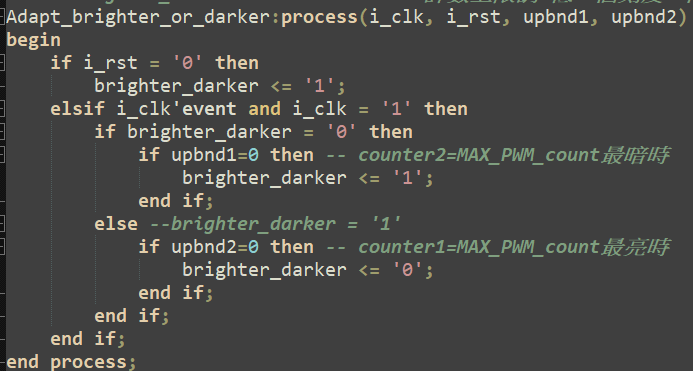 Adapt_brighter_or_darker:process(i_clk, i_rst, upbnd1, upbnd2)
begin
    if i_rst = '0' then
        brighter_darker <= '1';
    elsif i_clk'event and i_clk = '1' then
        if brighter_darker = '0' then
            if upbnd1=0 then -- counter2=MAX_PWM_count最暗時
                brighter_darker <= '1';
            end if;
        else --brighter_darker = '1'
            if upbnd2=0 then -- counter1=MAX_PWM_count最亮時
                brighter_darker <= '0';
            end if;
        end if;
    end if;
end process;